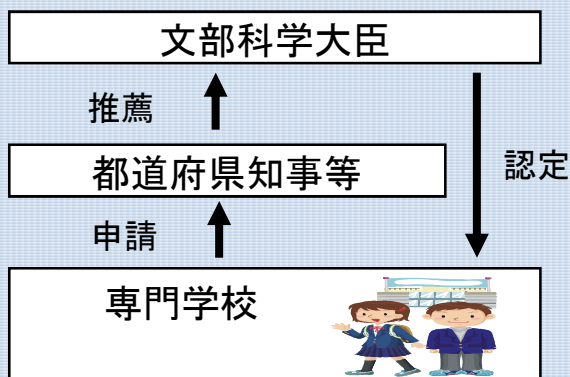 文部科学大臣
推薦
都道府県知事等
認定
申請
専門学校